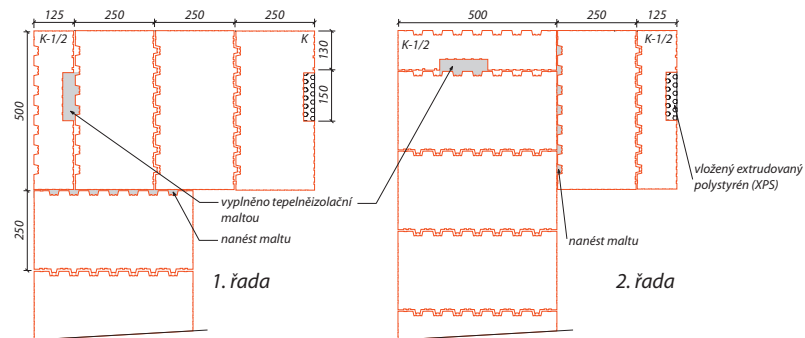 125 250 250 250
K-1/2 K
130
150
500
250
vyplněno tepelněizolační
maltou
nanést maltu
1. řada
500 250 125
K-1/2 K-1/2
vložený extrudovaný
polystyrén (XPS)
nanést maltu
2. řada